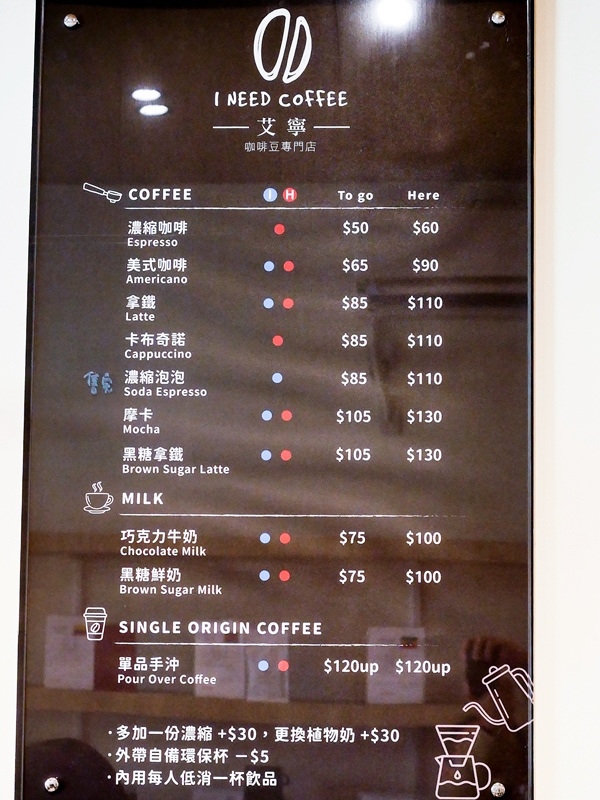 I NEED COFFEE
艾寧
咖啡豆專門店
COFFEE I H To go Here
濃縮咖啡 $50 $60
Espresso
美式咖啡 $65 $90
Americano
拿鐵 $85 $110
Latte
卡布奇諾 $85 $110
Cappuccino
濃縮泡泡 $85 $110
Soda Espresso
摩卡 $105 $130
Mocha
黑糖拿鐵 $105 $130
Brown Sugar Latte
MILK
巧克力牛奶 $75 $100
Chocolate Milk
黑糖鮮奶 $75 $100
Brown Sugar Milk
SINGLE ORIGIN COFFEE
單品手沖 $120up $120up
Pour Over Coffee
·多加一份濃縮 +$30，更換植物奶 +$30
·外帶自備環保杯 －$5
·內用每人低消一杯飲品